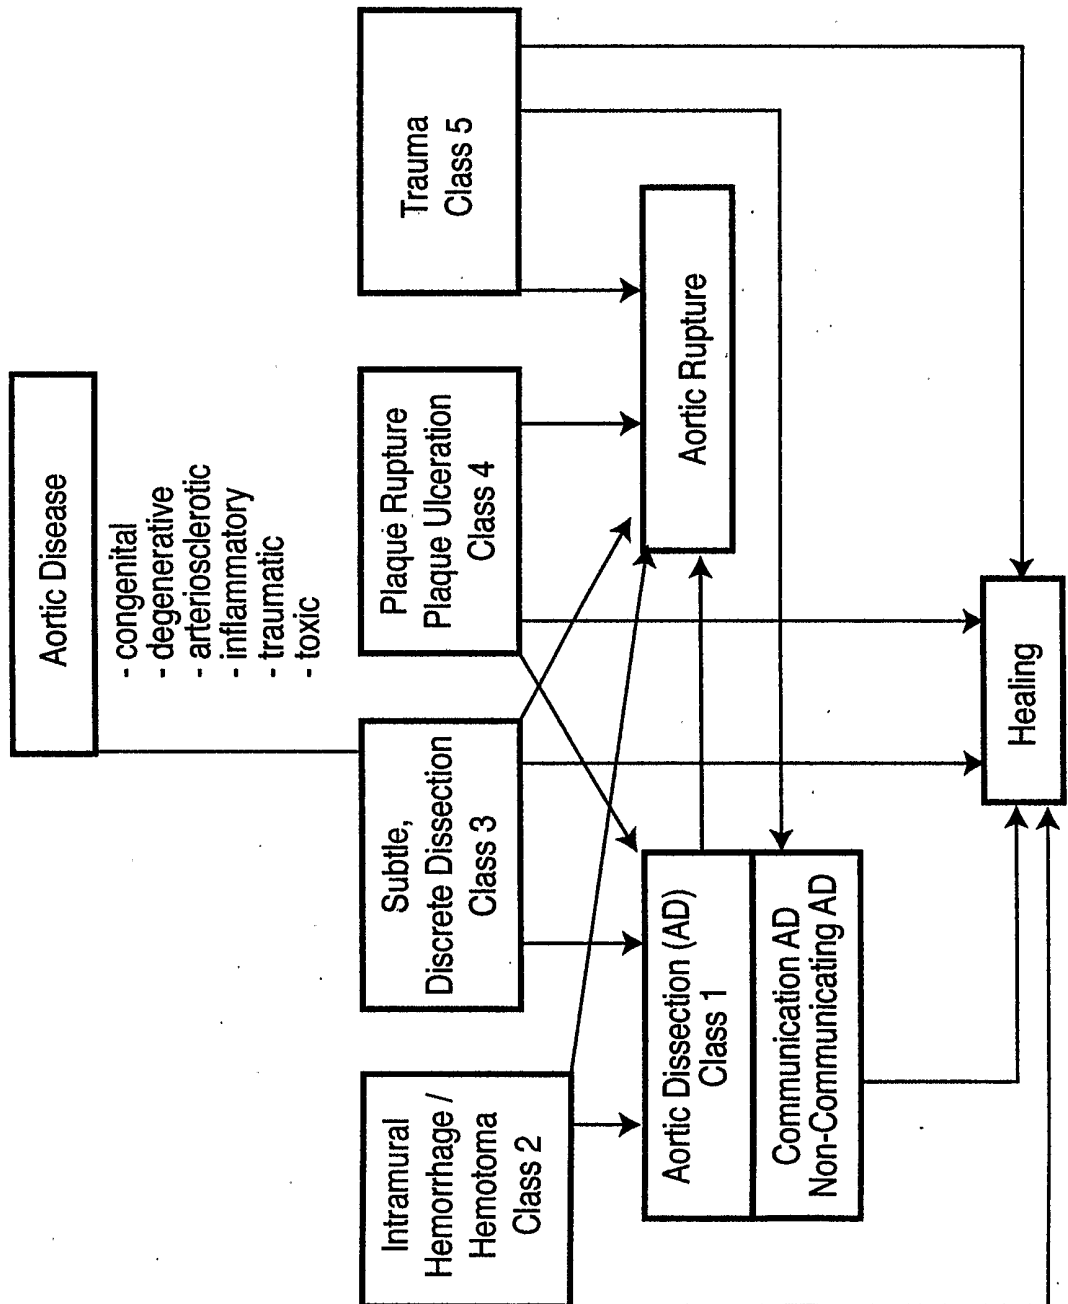 Aortic Disease
- congenital
- degenerative
- arteriosclerotic
- inflammatory
- traumatic
- toxic
Intramural
Hemorrhage /
Hemotoma
Class 2
Subtle,
Discrete Dissection
Class 3
Plaque Rupture
Plaque Ulceration
Class 4
Trauma
Class 5
Aortic Dissection (AD)
Class 1
Communication AD
Non-Communicating AD
Aortic Rupture
Healing